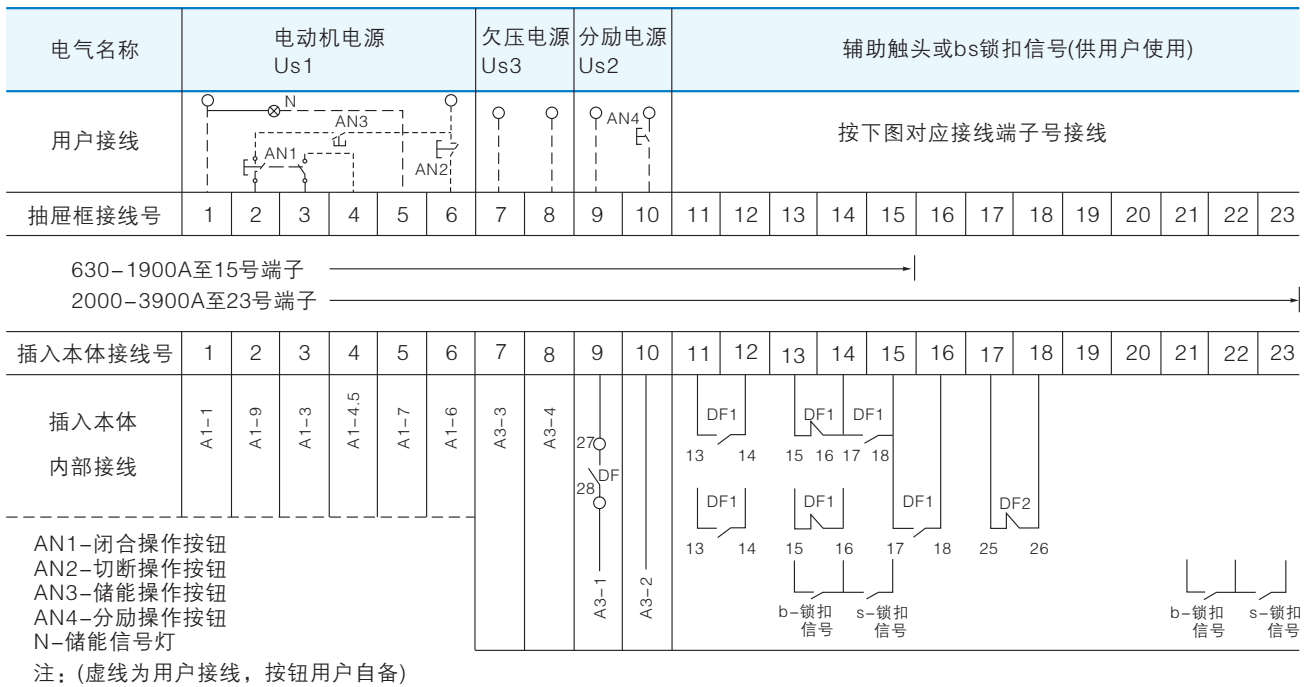 电气名称
电动机电源
Us1
欠压电源
Us3
分励电源
Us2
辅助触头或bs锁扣信号(供用户使用)
用户接线
N
AN3
AN1
AN2
AN4
按下图对应接线端子号接线
抽屉框接线号 1 2 3 4 5 6 7 8 9 10 11 12 13 14 15 16 17 18 19 20 21 22 23
630-1900A至15号端子
2000-3900A至23号端子
插入本体接线号 1 2 3 4 5 6 7 8 9 10 11 12 13 14 15 16 17 18 19 20 21 22 23
插入本体
内部接线
A1-1
A1-9
A1-3
A1-4.5
A1-7
A1-6
A3-3
A3-4
27
DF
28
A3-1
A3-2
DF1 DF1 DF1
13 14 15 16 17 18
DF1 DF1 DF1 DF2
13 14 15 16 17 18 25 26
b-锁扣
信号
s-锁扣
信号
b-锁扣
信号
s-锁扣
信号
AN1-闭合操作按钮
AN2-切断操作按钮
AN3-储能操作按钮
AN4-分励操作按钮
N-储能信号灯
注：(虚线为用户接线，按钮用户自备)